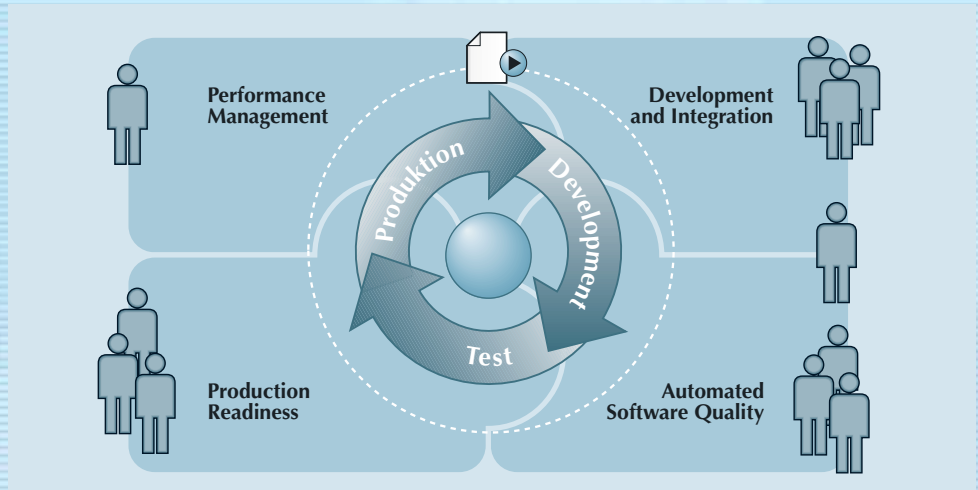 Performance
Management
Development
and Integration
Produktion
Development
Test
Production
Readiness
Automated
Software Quality